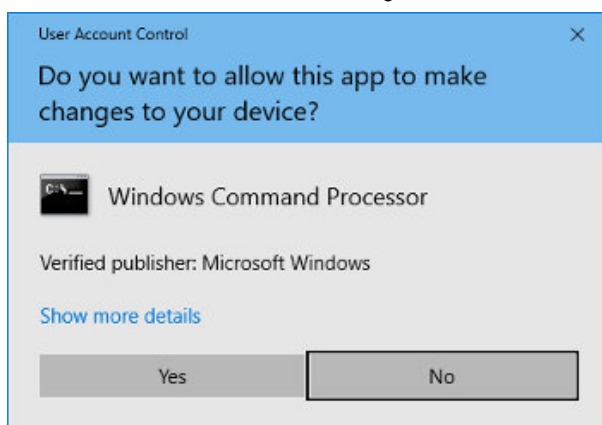 User Account Control
Do you want to allow this app to make
changes to your device?
Windows Command Processor
Verified publisher: Microsoft Windows
Show more details
Yes
No